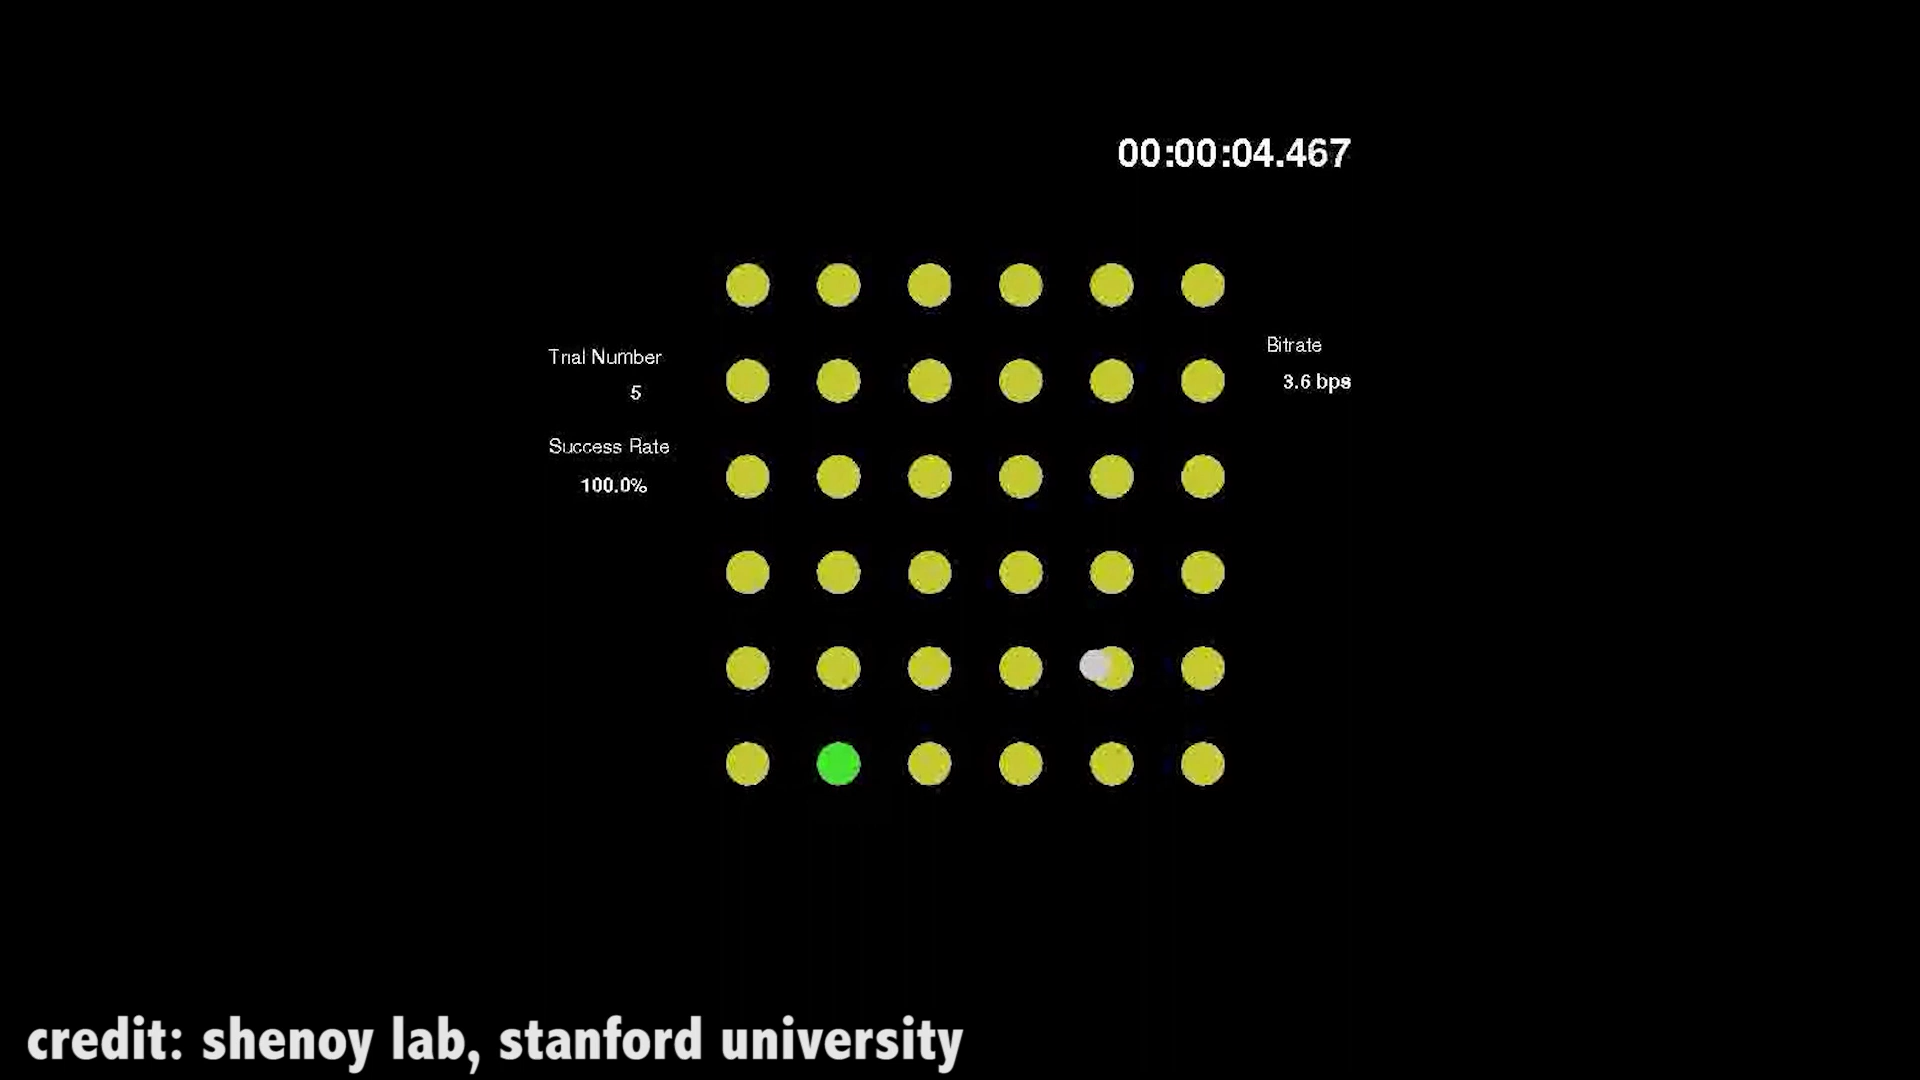 00:00:04.467
Trial Number
5
Success Rate
100.0%
Bitrate
3.6 bps
credit: shenoy lab, stanford university